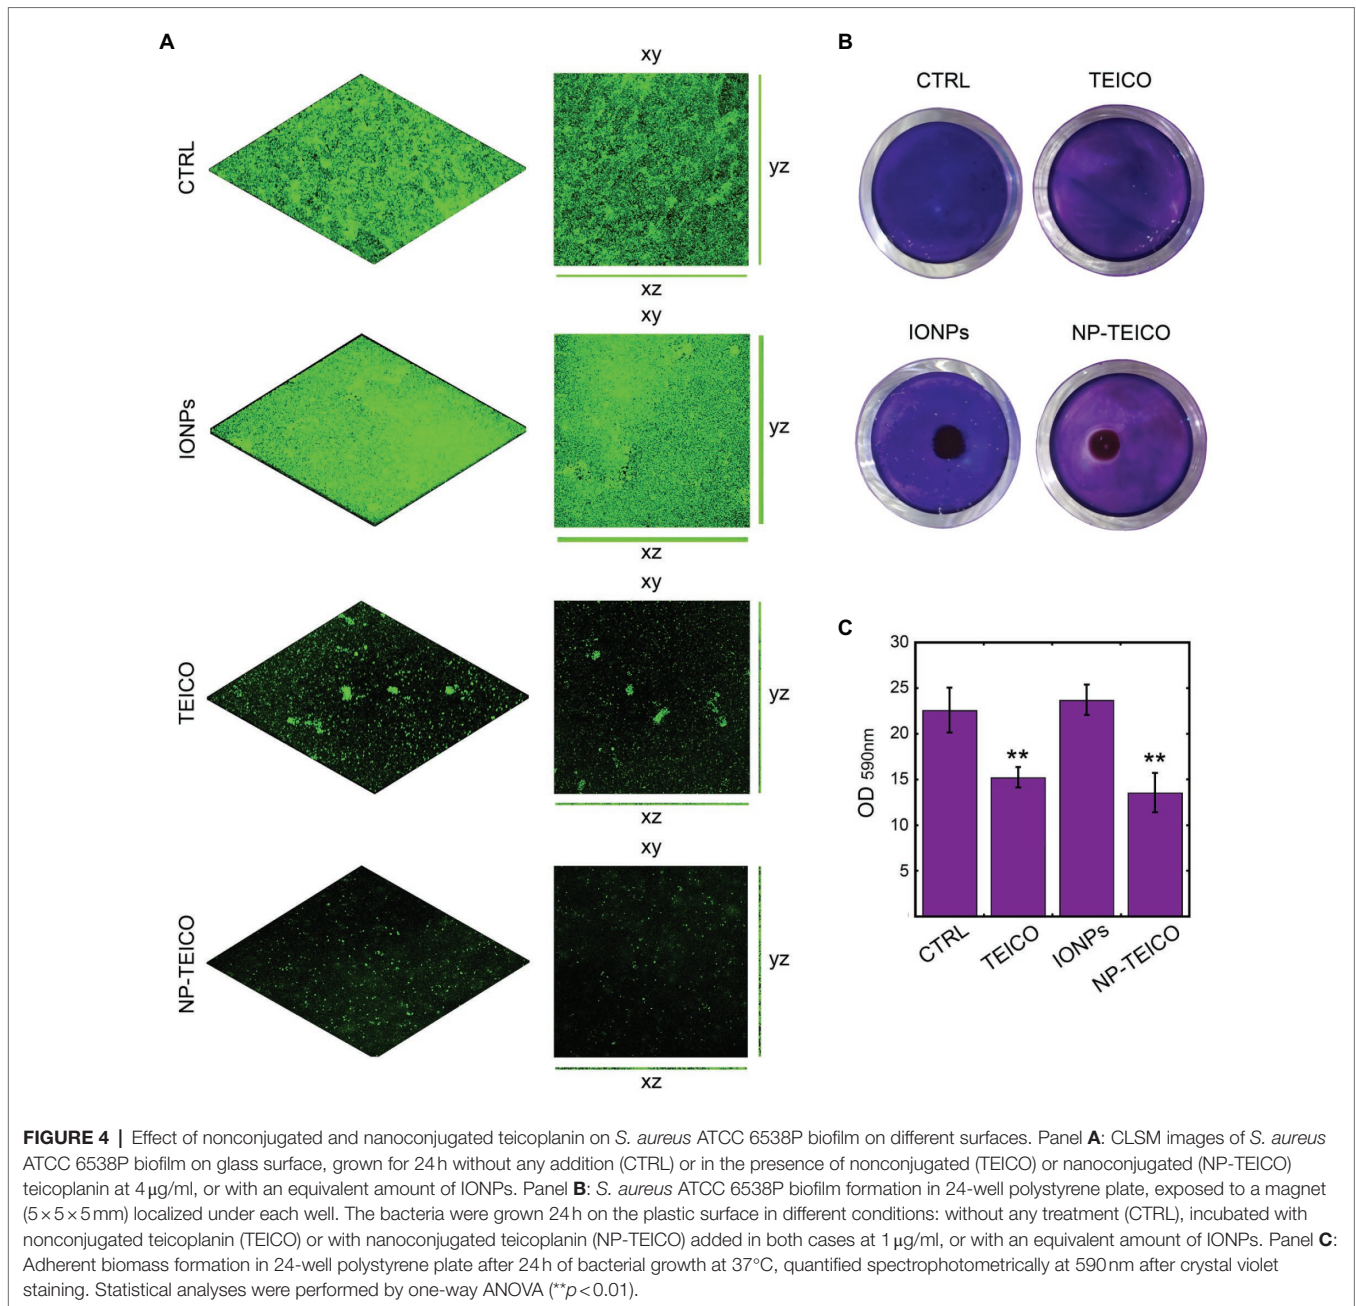 A
xy
CTRL
yz
xz
xy
IONPs
yz
xz
xy
TEICO
yz
xz
xy
NP-TEICO
yz
xz
B
CTRL TEICO
IONPs NP-TEICO
C
30
25
20
15
10
5
OD 590nm
**
**
CTRL
TEICO
IONPs
NP-TEICO
FIGURE 4 | Effect of nonconjugated and nanoconjugated teicoplanin on S. aureus ATCC 6538P biofilm on different surfaces. Panel A: CLSM images of S. aureus
ATCC 6538P biofilm on glass surface, grown for 24 h without any addition (CTRL) or in the presence of nonconjugated (TEICO) or nanoconjugated (NP-TEICO)
teicoplanin at 4 μg/ml, or with an equivalent amount of IONPs. Panel B: S. aureus ATCC 6538P biofilm formation in 24-well polystyrene plate, exposed to a magnet
(5 × 5 × 5 mm) localized under each well. The bacteria were grown 24 h on the plastic surface in different conditions: without any treatment (CTRL), incubated with
nonconjugated teicoplanin (TEICO) or with nanoconjugated teicoplanin (NP-TEICO) added in both cases at 1 μg/ml, or with an equivalent amount of IONPs. Panel C:
Adherent biomass formation in 24-well polystyrene plate after 24 h of bacterial growth at 37°C, quantified spectrophotometrically at 590 nm after crystal violet
staining. Statistical analyses were performed by one-way ANOVA (**p < 0.01).